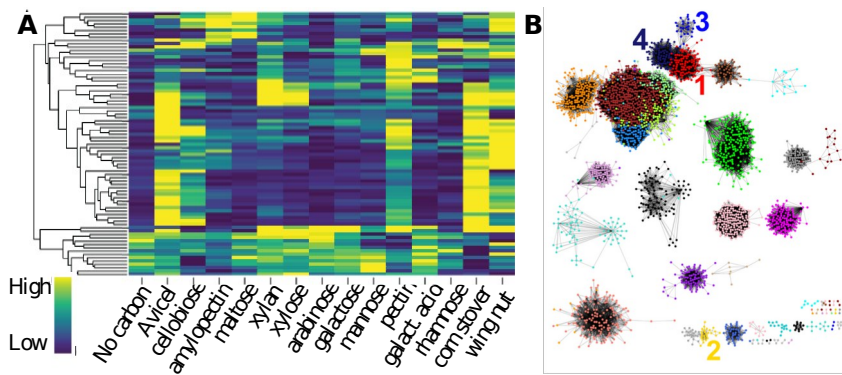 A
High
Low
No carbon
Avicel
cellobiose
amylopectin
maltose
xylan
xylose
arabinose
galactose
mannose
pectin
galact. acid
rhamnose
corn stover
wing nut
B
3
4
1
2